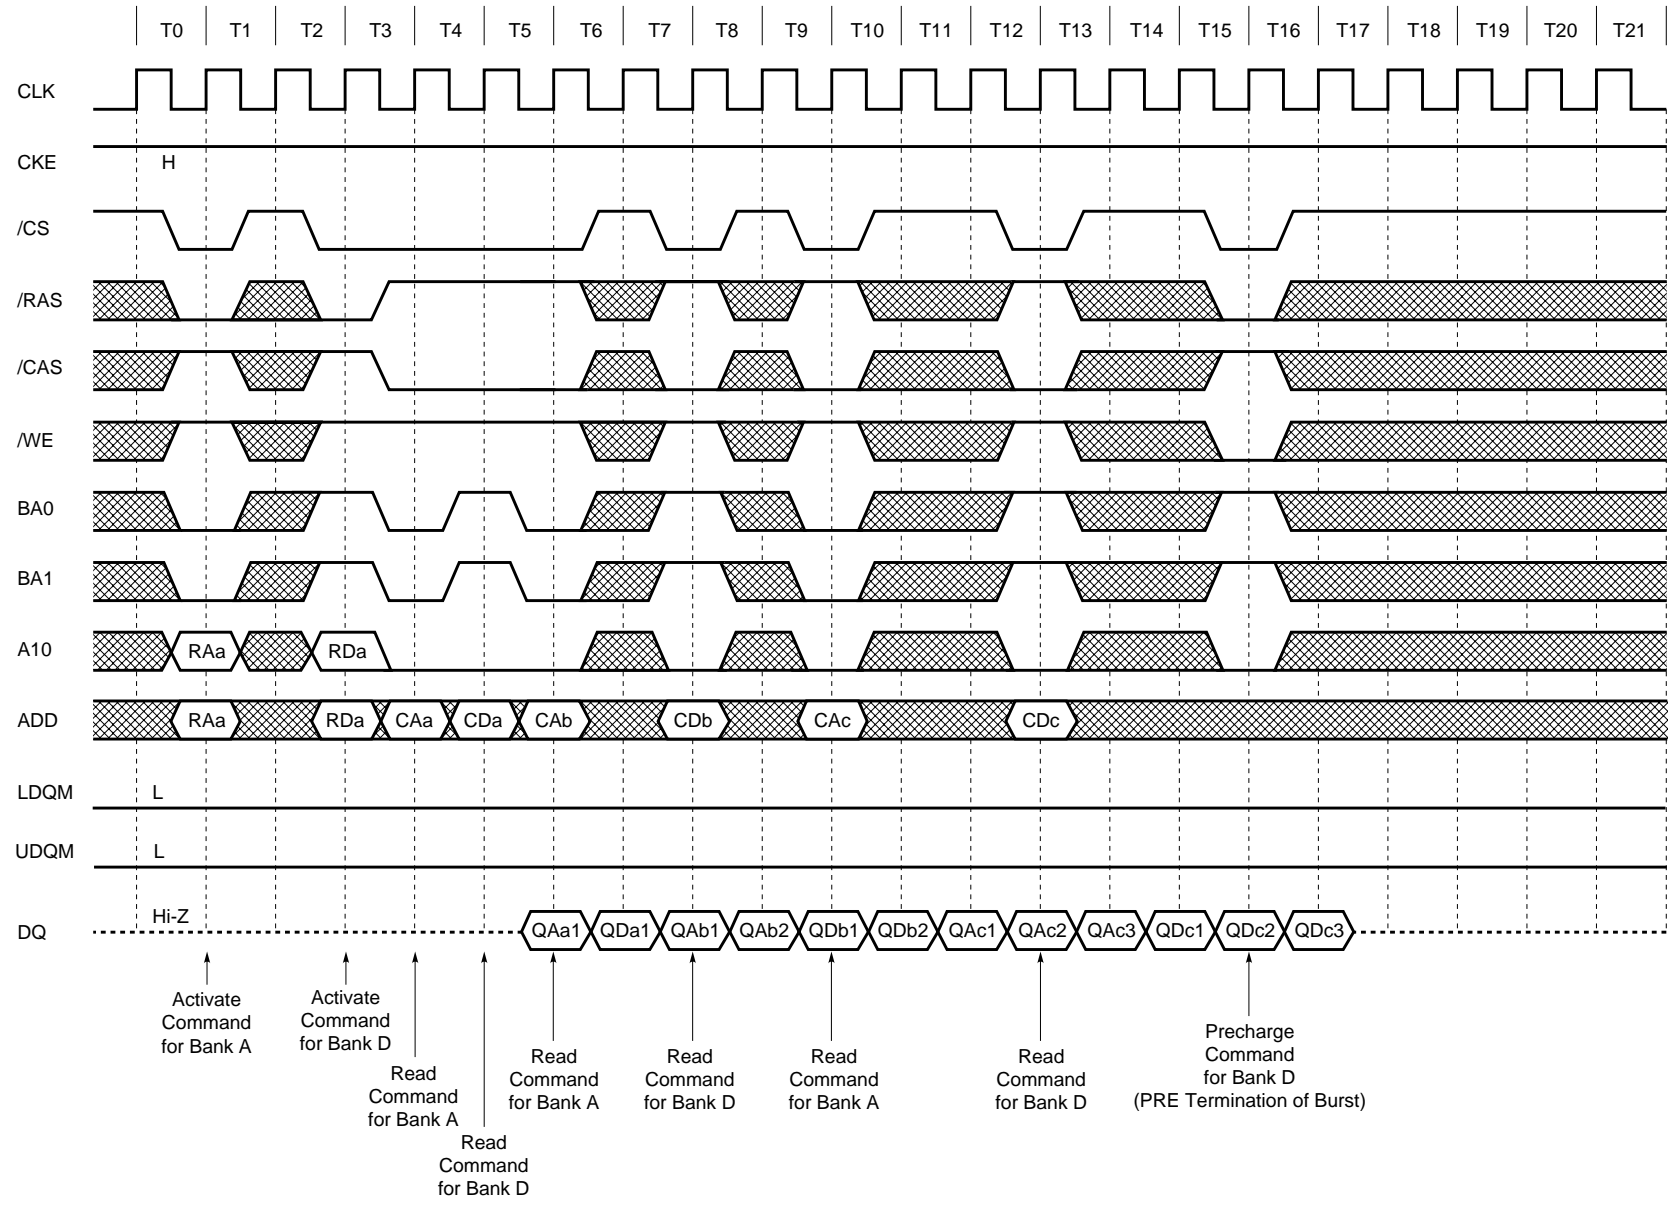 T0 T1 T2 T3 T4 T5 T6 T7 T8 T9 T10 T11 T12 T13 T14 T15 T16 T17 T18 T19 T20 T21
CLK
CKE H
/CS
/RAS
/CAS
/WE
BA0
BA1
A10 RAa RDa
ADD RAa RDa CAa CDa CAb CDb CAc CDc
LDQM L
UDQM L
DQ Hi-Z QAa1 QDa1 QAb1 QAb2 QDb1 QDb2 QAc1 QAc2 QAc3 QDc1 QDc2 QDc3
Activate
Command
for Bank A
Activate
Command
for Bank D
Read
Command
for Bank A
Read
Command
for Bank D
Read
Command
for Bank A
Read
Command
for Bank D
Read
Command
for Bank A
Read
Command
for Bank D
Precharge
Command
for Bank D
(PRE Termination of Burst)